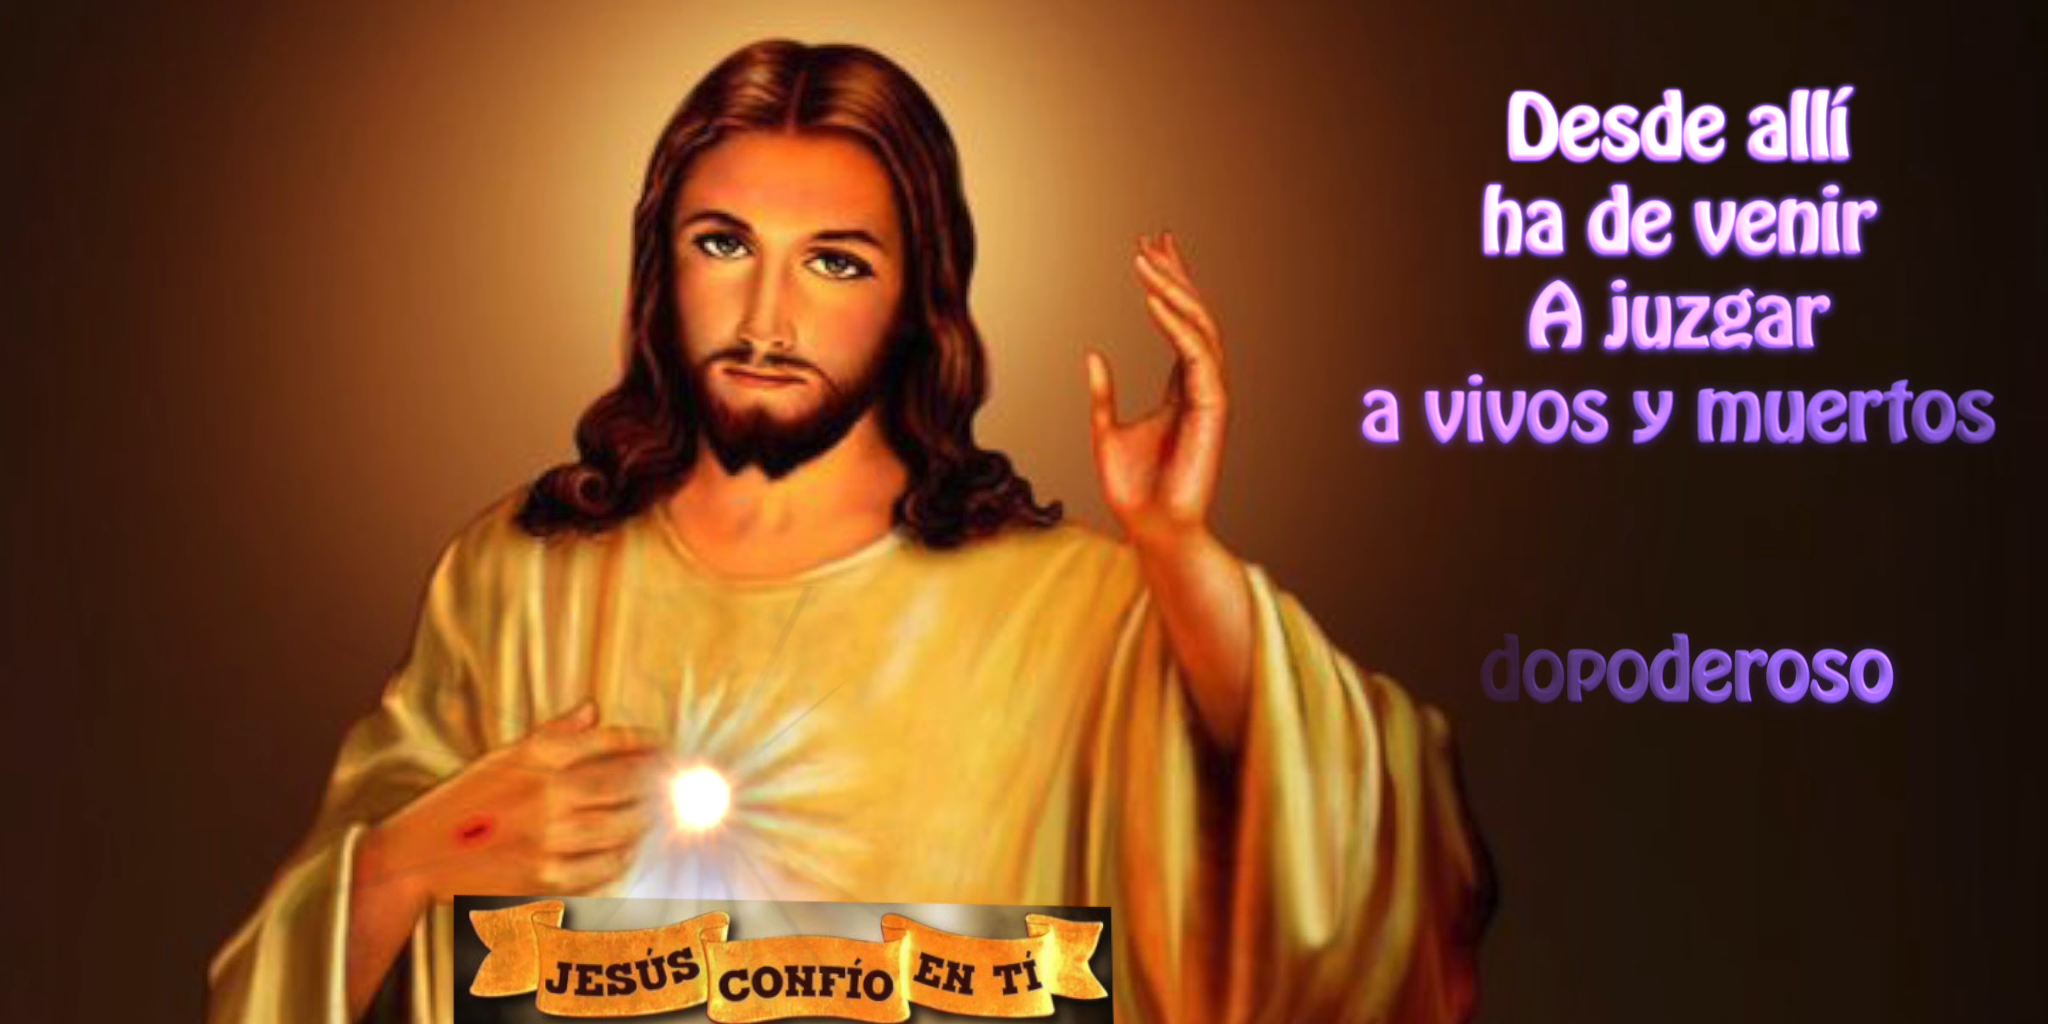 Desde allí
ha de venir
A juzgar
a vivos y muertos
dopoderoso
JESÚS CONFÍO EN TÍ